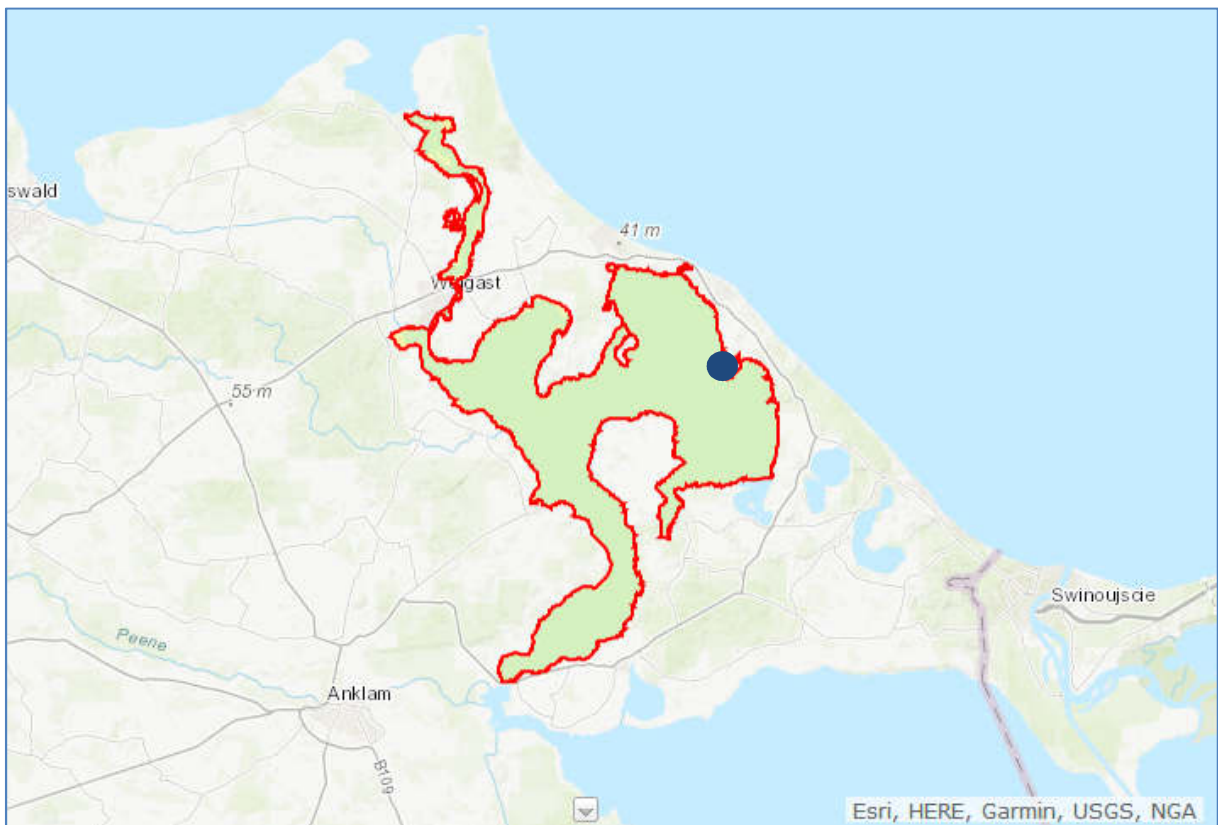 41 m
swald
Wolgast
55 m
Swinoujscie
Peene
Anklam
B109
Esri, HERE, Garmin, USGS, NGA